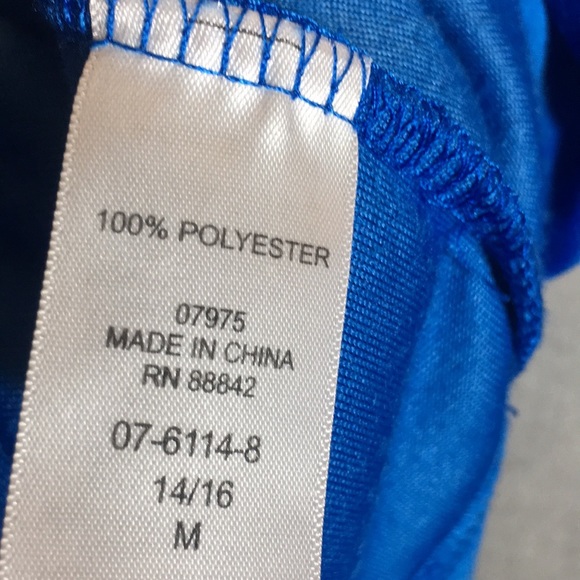 100% POLYESTER
07975
MADE IN CHINA
RN 88842
07-6114-8
14/16
M